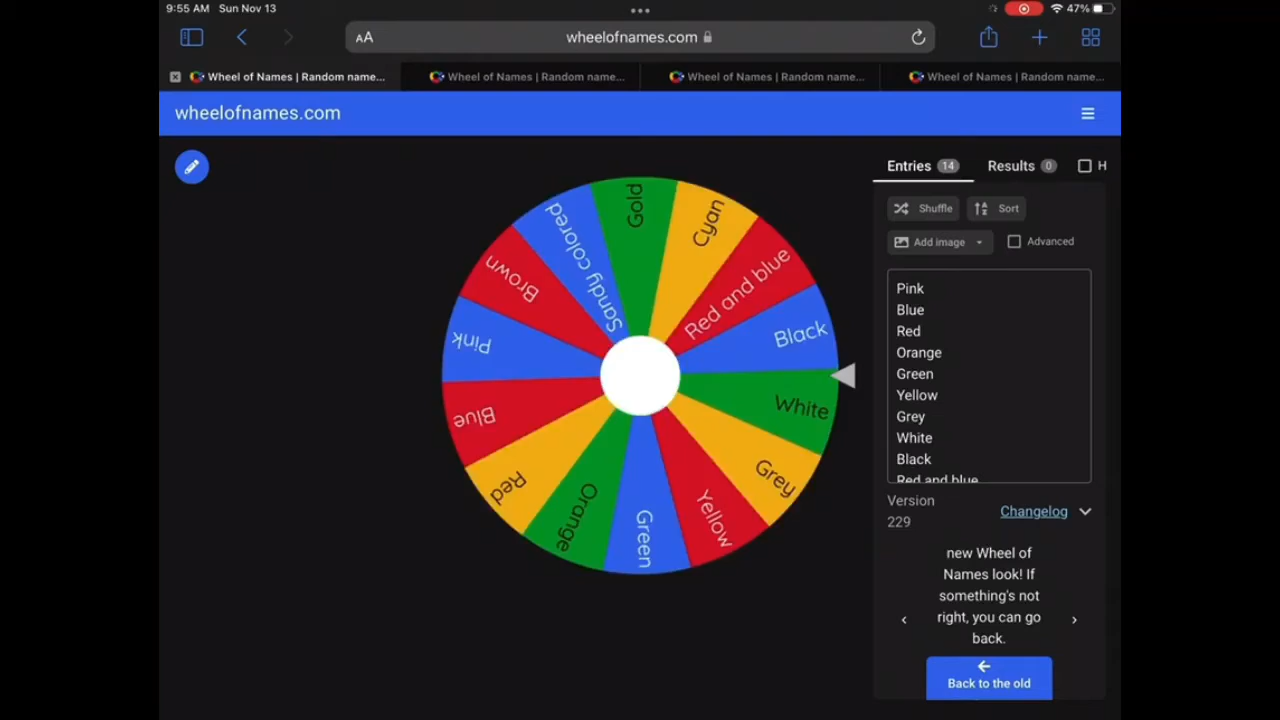 9:55 AM Sun Nov 13
47%
AA
wheelofnames.com
Wheel of Names | Random name...
Wheel of Names | Random name...
Wheel of Names | Random name...
Wheel of Names | Random name...
wheelofnames.com
Entries 14
Results 0
H
Shuffle
Sort
Add image
Advanced
Gold
Cyan
Red and blue
Black
White
Grey
Yellow
Green
Orange
Red
Blue
Pink
Brown
Sandy colored
Pink
Blue
Red
Orange
Green
Yellow
Grey
White
Black
Red and blue
Version
229
Changelog
new Wheel of
Names look! If
something's not
right, you can go
back.
Back to the old